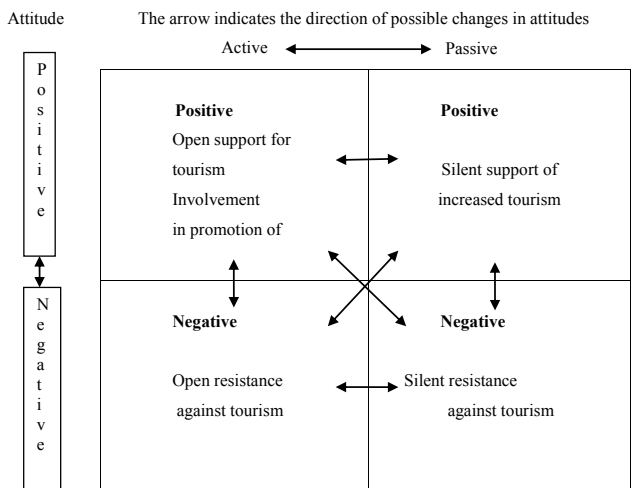 Attitude
The arrow indicates the direction of possible changes in attitudes
Active
Passive
Positive
Positive
Open support for
tourism
Involvement
in promotion of
Positive
Silent support of
increased tourism
Negative
Negative
Open resistance
against tourism
Negative
Silent resistance
against tourism